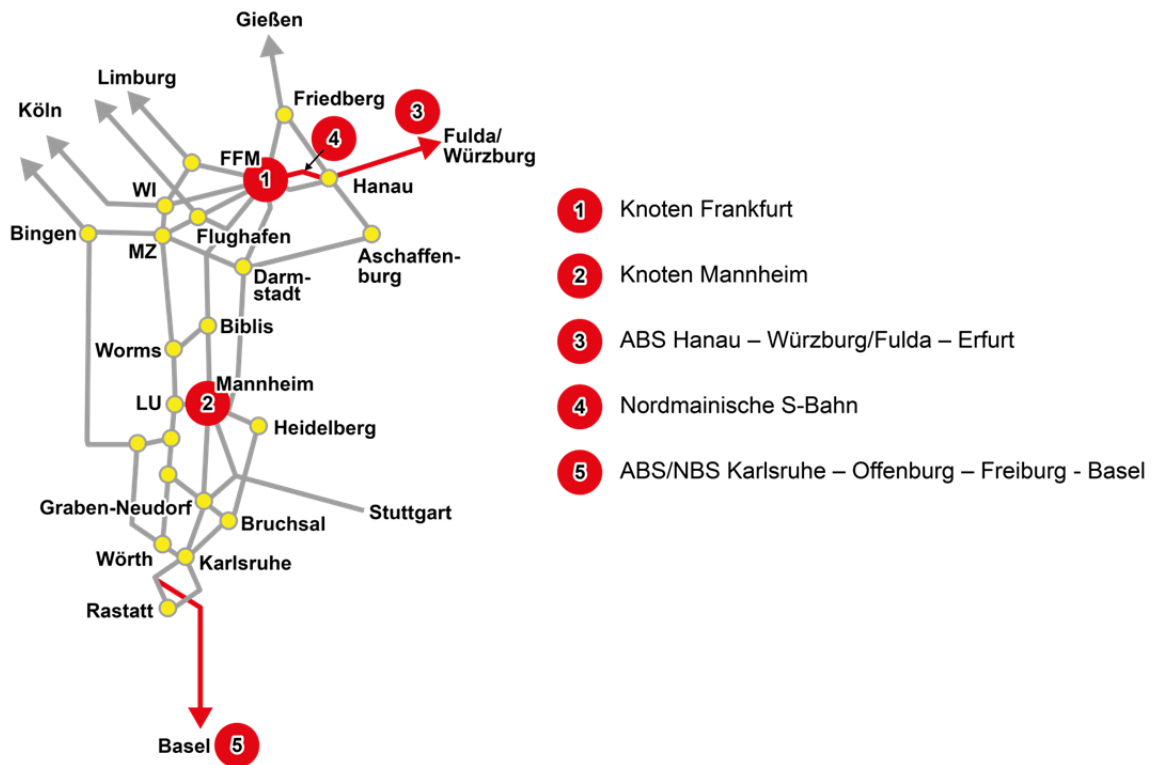 Gießen
Limburg
Köln
Friedberg
3
4
Fulda/
Würzburg
FFM
1
Hanau
WI
Bingen
MZ
Flughafen
Aschaffen-
burg
Darm-
stadt
Biblis
Worms
Mannheim
LU
2
Heidelberg
Graben-Neudorf
Stuttgart
Bruchsal
Wörth
Karlsruhe
Rastatt
Basel 5
1 Knoten Frankfurt
2 Knoten Mannheim
3 ABS Hanau – Würzburg/Fulda – Erfurt
4 Nordmainische S-Bahn
5 ABS/NBS Karlsruhe – Offenburg – Freiburg - Basel